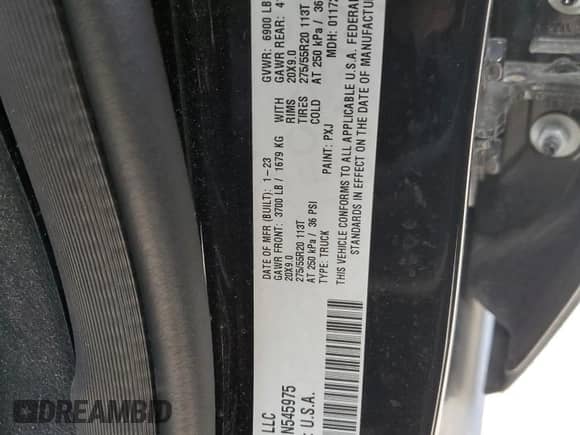 LLC
N545975
U.S.A.
DATE OF MFR (BUILT): 1-23
GVWR: 6900 LB
GAWR FRONT: 3700 LB / 1679 KG
WITH
GAWR REAR:
20X9.0
RIMS
20X9.0
275/55R20 113T
TIRES
275/55R20 113T
AT 250 kPa / 36 PSI
COLD
AT 250 kPa / 36
TYPE: TRUCK
PAINT: PXJ
MDH:
THIS VEHICLE CONFORMS TO ALL APPLICABLE U.S.A. FEDERAL
STANDARDS IN EFFECT ON THE DATE OF MANUFACTUR
DREAMBID